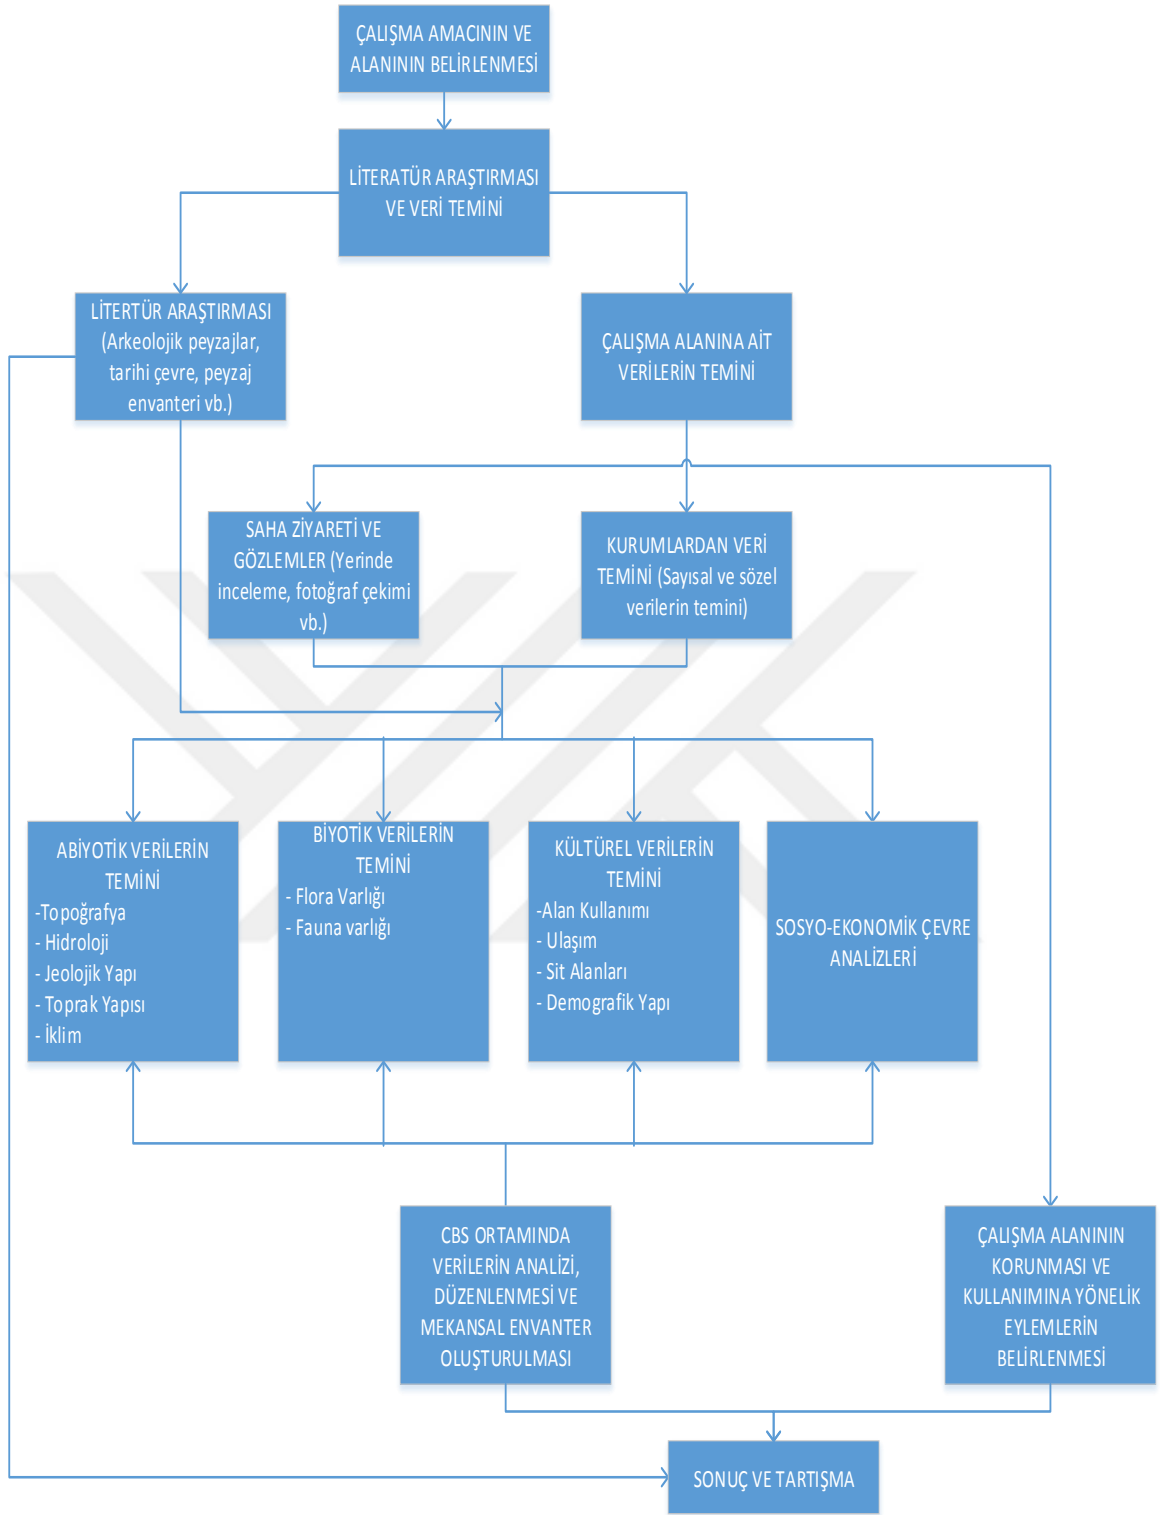 ÇALIŞMA AMACININ VE
ALANININ BELİRLENMESİ
LİTERATÜR ARAŞTIRMASI
VE VERİ TEMİNİ
LİTERTÜR ARAŞTIRMASI
(Arkeolojik peyzajlar,
tarihi çevre, peyzaj
envanteri vb.)
ÇALIŞMA ALANINA AİT
VERİLERİN TEMİNİ
SAHA ZİYARETİ VE
GÖZLEMLER (Yerinde
inceleme, fotoğraf çekimi
vb.)
KURUMLARDAN VERİ
TEMİNİ (Sayısal ve sözel
verilerin temini)
ABİYOTİK VERİLERİN
TEMİNİ
-Topoğrafya
- Hidroloji
- Jeolojik Yapı
- Toprak Yapısı
- İklim
BİYOTİK VERİLERİN
TEMİNİ
- Flora Varlığı
- Fauna varlığı
KÜLTÜREL VERİLERİN
TEMİNİ
-Alan Kullanımı
- Ulaşım
- Sit Alanları
- Demografik Yapı
SOSYO-EKONOMİK ÇEVRE
ANALİZLERİ
CBS ORTAMINDA
VERİLERİN ANALİZİ,
DÜZENLENMESİ VE
MEKANSAL ENVANTER
OLUŞTURULMASI
ÇALIŞMA ALANININ
KORUNMASI VE
KULLANIMINA YÖNELİK
EYLEMLERİN
BELİRLENMESİ
SONUÇ VE TARTIŞMA